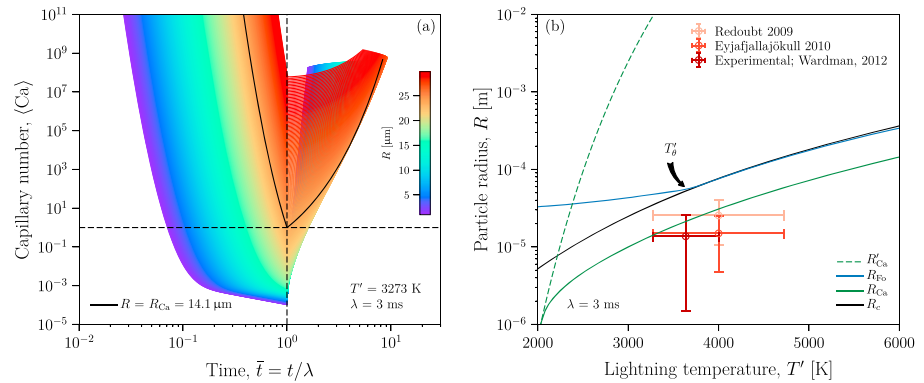 (a)
10^11
10^9
10^7
10^5
10^3
10^1
10^−1
10^−3
10^−5
Capillary number, ⟨Ca⟩
R [μm]
25
20
15
10
5
R = R_Ca = 14.1 μm
T′ = 3273 K
λ = 3 ms
10^−2
10^−1
10^0
10^1
Time, t̅ = t/λ
(b)
10^−2
10^−3
10^−4
10^−5
10^−6
Particle radius, R [m]
Redoubt 2009
Eyjafjallajökull 2010
Experimental; Wardman, 2012
T′_θ
λ = 3 ms
R′_Ca
R_Fo
R_Ca
R_c
2000
3000
4000
5000
6000
Lightning temperature, T′ [K]